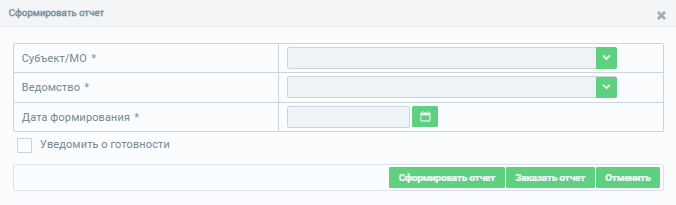 Сформировать отчет
Субъект/МО *
Ведомство *
Дата формирования *
Уведомить о готовности
Сформировать отчет Заказать отчет Отменить